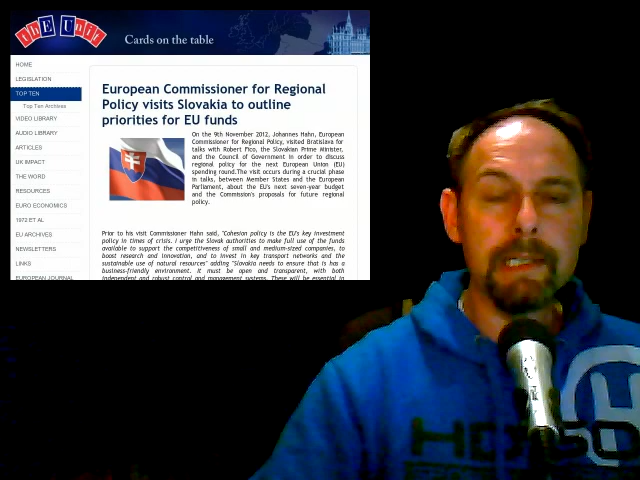 thE Unit
Cards on the table
HOME
LEGISLATION
TOP TEN
Top Ten Archives
VIDEO LIBRARY
AUDIO LIBRARY
ARTICLES
UK IMPACT
THE WORD
RESOURCES
EURO ECONOMICS
1972 ET AL
EU ARCHIVES
NEWSLETTERS
LINKS
EUROPEAN JOURNAL
European Commissioner for Regional
Policy visits Slovakia to outline
priorities for EU funds
On the 9th November 2012, Johannes Hahn, European
Commissioner for Regional Policy, visited Bratislava for
talks with Robert Fico, the Slovakian Prime Minister,
and the Council of Government in order to discuss
regional policy for the next European Union (EU)
spending round.The visit occurs during a crucial phase
in talks, between Member States and the European
Parliament, about the EU's next seven-year budget
and the Commission's proposals for future regional
policy.
Prior to his visit Commissioner Hahn said, "Cohesion policy is the EU's key investment
policy in times of crisis. I urge the Slovak authorities to make full use of the funds
available to support the competitiveness of small and medium-sized companies, to
boost research and innovation, and to invest in key transport networks and the
sustainable use of natural resources" adding "Slovakia needs to ensure that is has a
business-friendly environment. It must be open and transparent, with both
independent and robust control and management systems. These will be essential in
H